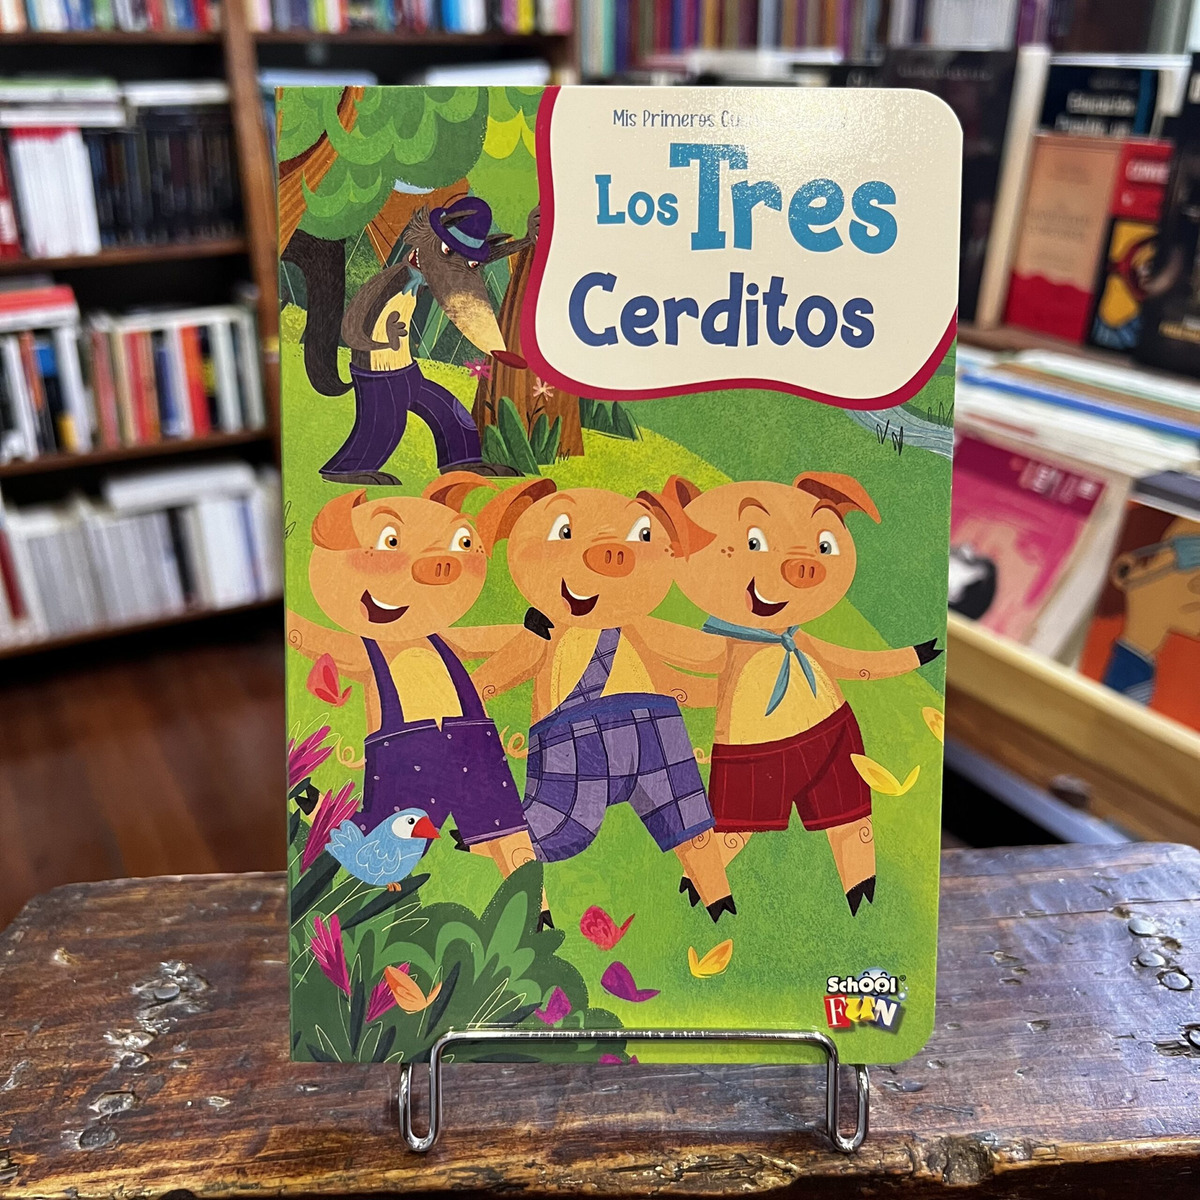 Mis Primeros
Los Tres
Cerditos
School®
FUN